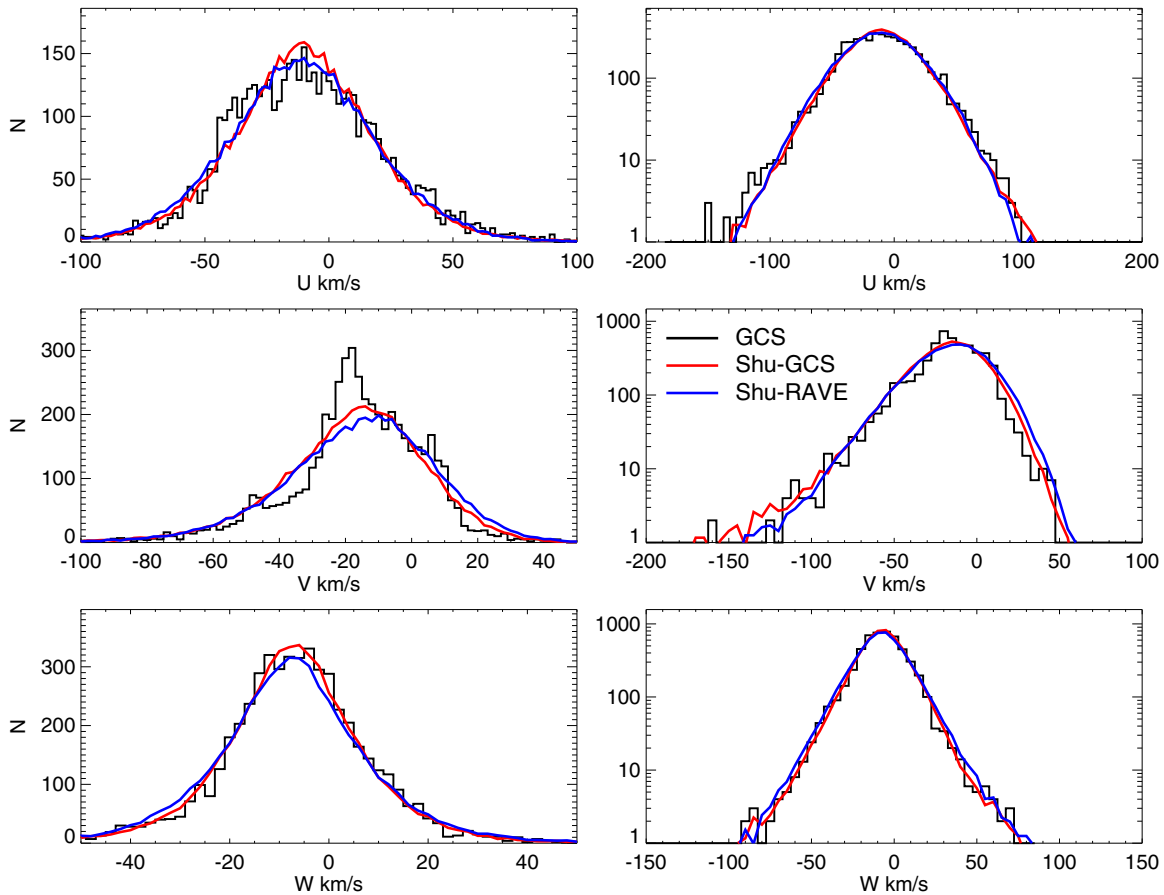 N
150
100
50
0
-100 -50 0 50 100
U km/s
100
10
1
-200 -100 0 100 200
U km/s
N
300
200
100
0
-100 -80 -60 -40 -20 0 20 40
V km/s
1000
100
10
1
GCS
Shu-GCS
Shu-RAVE
-200 -150 -100 -50 0 50 100
V km/s
N
300
200
100
0
-40 -20 0 20 40
W km/s
1000
100
10
1
-150 -100 -50 0 50 100 150
W km/s